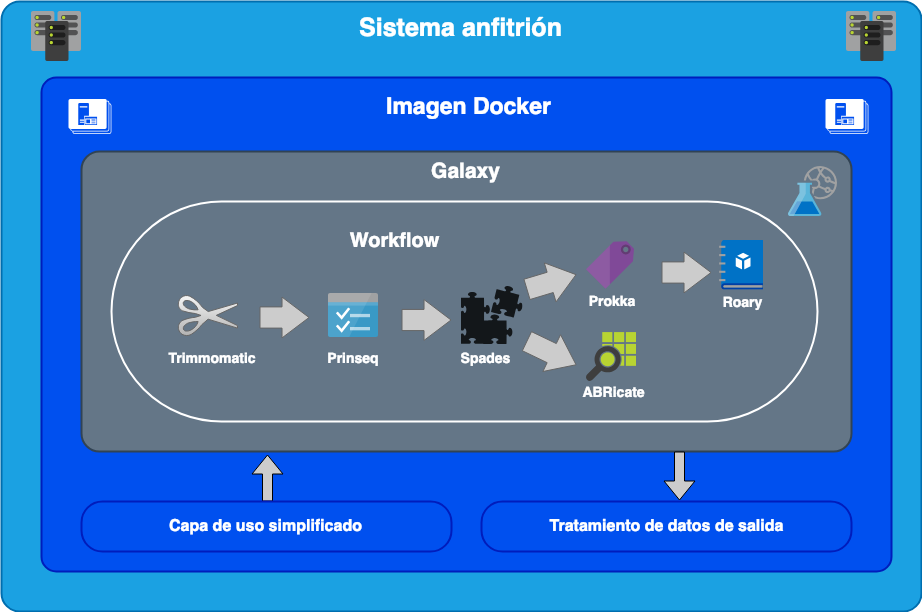 Sistema anfitrión
Imagen Docker
Galaxy
Workflow
Trimmomatic
Prinseq
Spades
Prokka
Roary
ABRicate
Capa de uso simplificado
Tratamiento de datos de salida